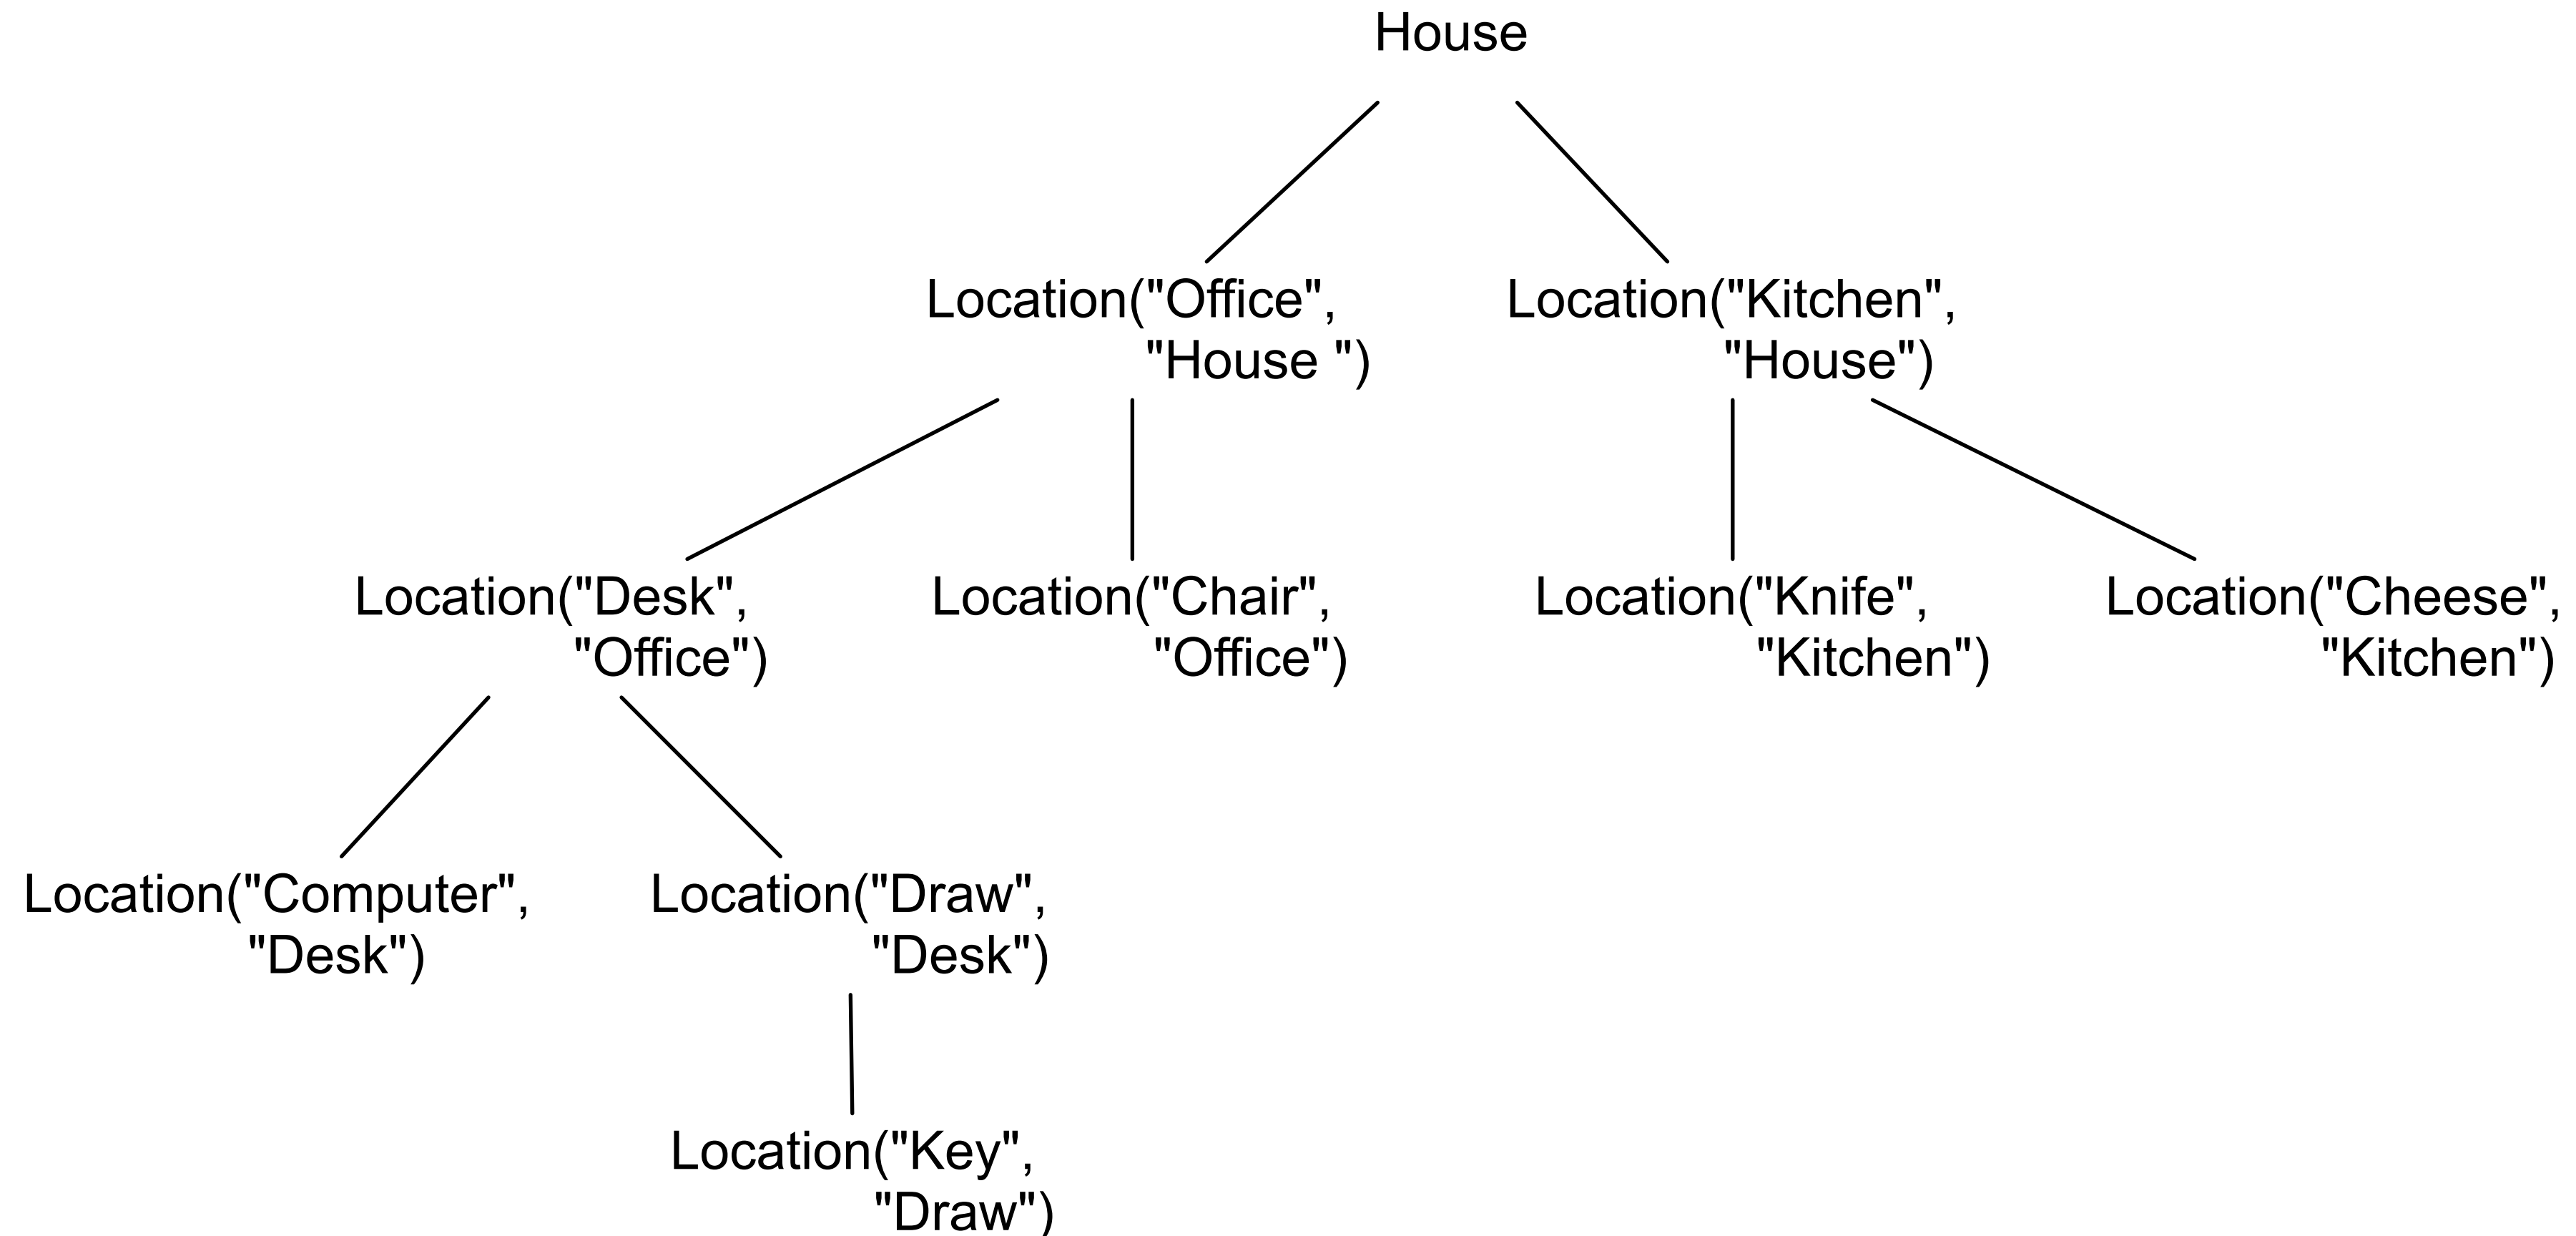 House
Location("Office",
"House ")
Location("Kitchen",
"House")
Location("Desk",
"Office")
Location("Chair",
"Office")
Location("Knife",
"Kitchen")
Location("Cheese",
"Kitchen")
Location("Computer",
"Desk")
Location("Draw",
"Desk")
Location("Key",
"Draw")